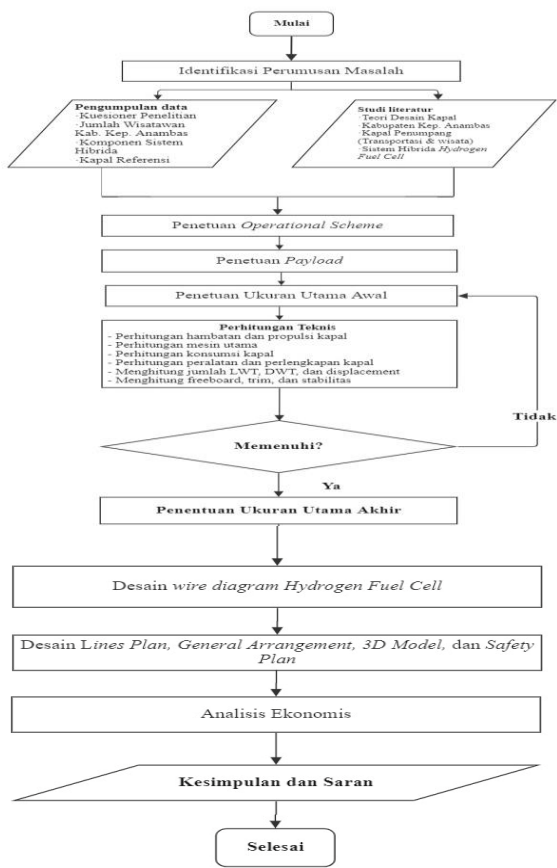 Mulai
Identifikasi Perumusan Masalah
Pengumpulan data
·Kuesioner Penelitian
·Jumlah Wisatawan
Kab. Kep. Anambas
·Komponen Sistem
Hibrida
·Kapal Referensi
Studi literatur
·Teori Desain Kapal
·Kabupaten Kep. Anambas
·Kapal Penumpang
(Transportasi & wisata)
·Sistem Hibrida Hydrogen
Fuel Cell
Penetuan Operational Scheme
Penetuan Payload
Penetuan Ukuran Utama Awal
Perhitungan Teknis
- Perhitungan hambatan dan propulsi kapal
- Perhitungan mesin utama
- Perhitungan konsumsi kapal
- Perhitungan peralatan dan perlengkapan kapal
- Menghitung jumlah LWT, DWT, dan displacement
- Menghitung freeboard, trim, dan stabilitas
Tidak
Memenuhi?
Ya
Penentuan Ukuran Utama Akhir
Desain wire diagram Hydrogen Fuel Cell
Desain Lines Plan, General Arrangement, 3D Model, dan Safety
Plan
Analisis Ekonomis
Kesimpulan dan Saran
Selesai